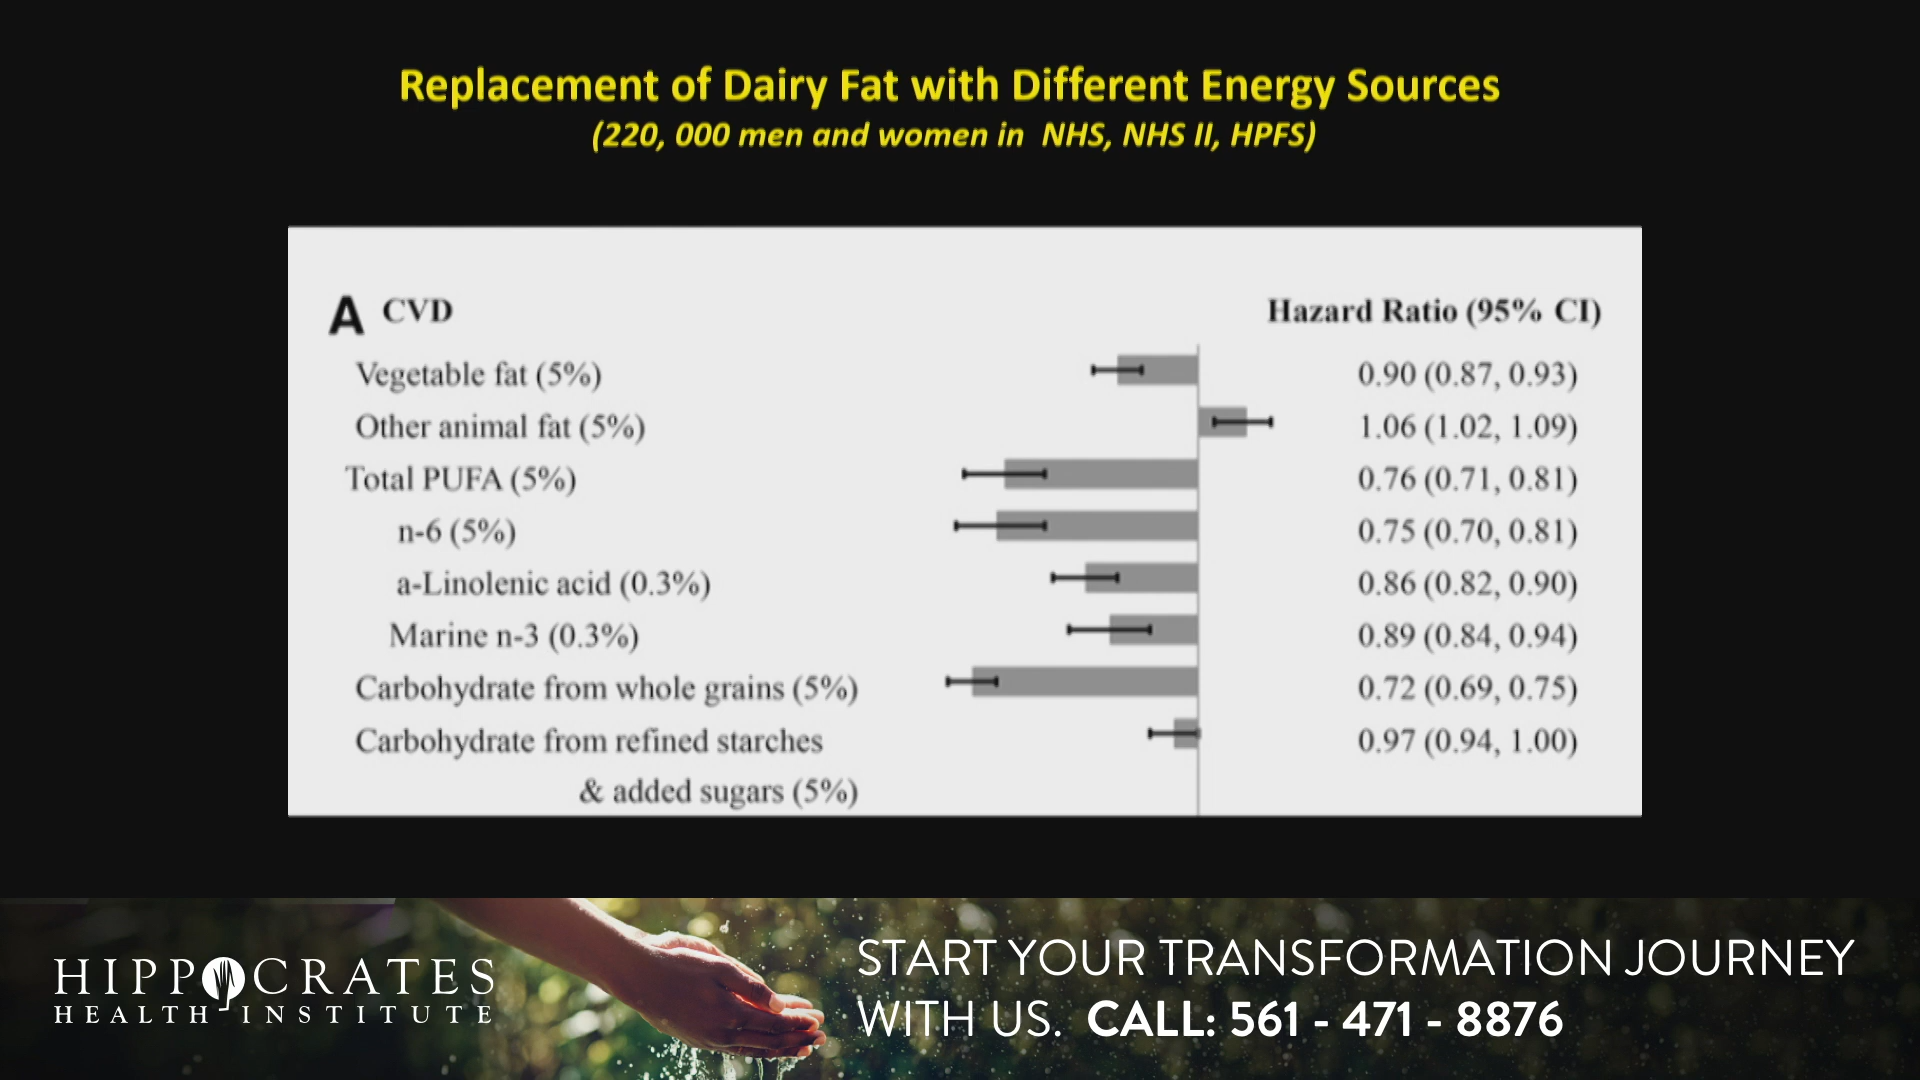 Replacement of Dairy Fat with Different Energy Sources
(220, 000 men and women in  NHS, NHS II, HPFS)
A CVD Hazard Ratio (95% CI)
Vegetable fat (5%) 0.90 (0.87, 0.93)
Other animal fat (5%) 1.06 (1.02, 1.09)
Total PUFA (5%) 0.76 (0.71, 0.81)
n-6 (5%) 0.75 (0.70, 0.81)
a-Linolenic acid (0.3%) 0.86 (0.82, 0.90)
Marine n-3 (0.3%) 0.89 (0.84, 0.94)
Carbohydrate from whole grains (5%) 0.72 (0.69, 0.75)
Carbohydrate from refined starches 0.97 (0.94, 1.00)
& added sugars (5%)
HIPPOCRATES
HEALTH INSTITUTE
START YOUR TRANSFORMATION JOURNEY
WITH US. CALL: 561 - 471 - 8876